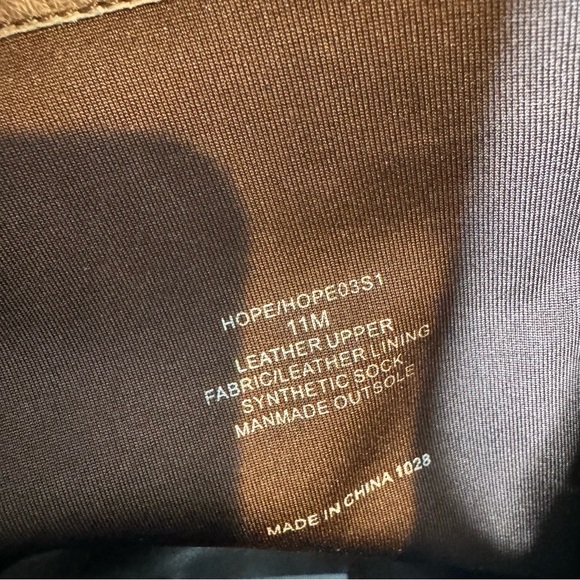 HOPE/HOPE03S1
11M
LEATHER UPPER
FABRIC/LEATHER LINING
SYNTHETIC SOCK
MANMADE OUTSOLE
MADE IN CHINA 1028